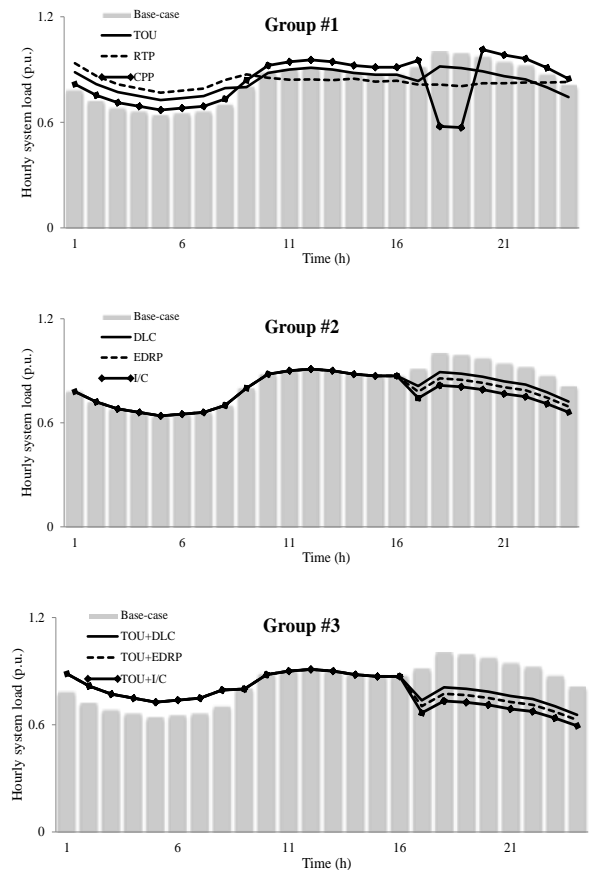 Group #1
Base-case
TOU
RTP
CPP
Hourly system load (p.u.)
1.2
0.6
0
1 6 11 16 21
Time (h)
Group #2
Base-case
DLC
EDRP
I/C
Hourly system load (p.u.)
1.2
0.6
0
1 6 11 16 21
Time (h)
Group #3
Base-case
TOU+DLC
TOU+EDRP
TOU+I/C
Hourly system load (p.u.)
1.2
0.6
0
1 6 11 16 21
Time (h)